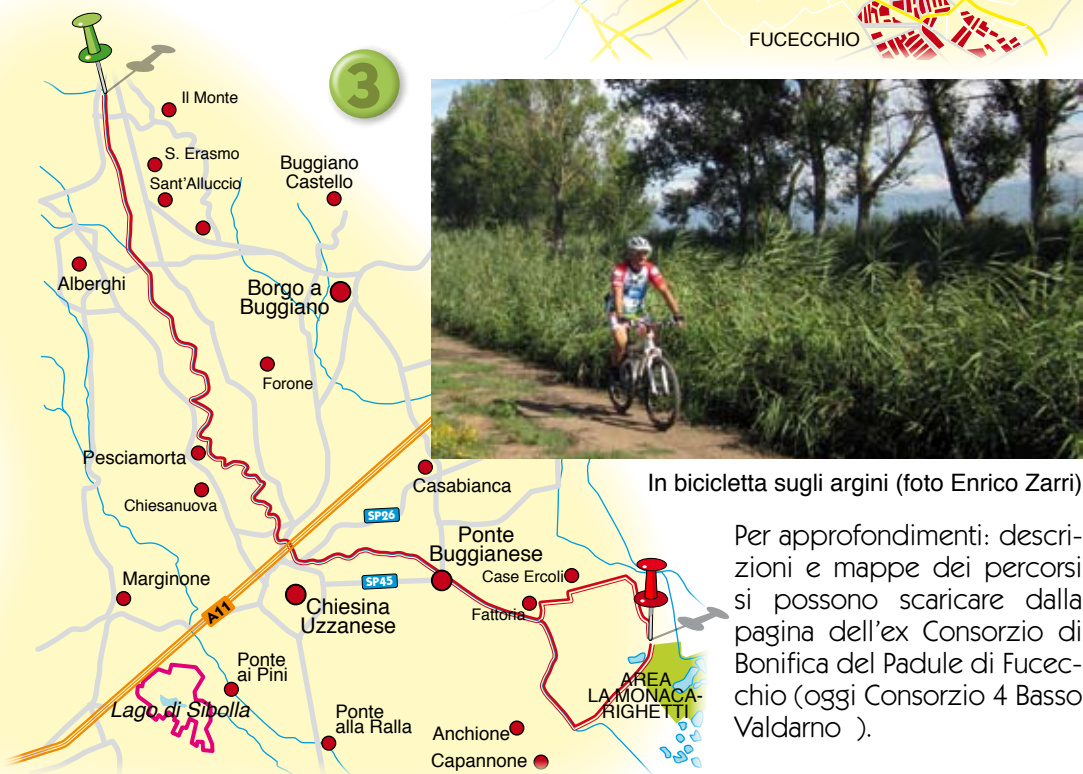 FUCECCHIO
3
Il Monte
S. Erasmo
Sant'Alluccio
Buggiano
Castello
Alberghi
Borgo a
Buggiano
Forone
Pesciamorta
Chiesanuova
Casabianca
SP26
Ponte
Buggianese
SP45
Case Ercoli
Fattoria
Marginone
Chiesina
Uzzanese
A11
Ponte
ai Pini
Lago di Sibolla
Ponte
alla Ralla
Anchione
Capannone
AREA
LA MONACA-
RIGHETTI
In bicicletta sugli argini (foto Enrico Zarri)
Per approfondimenti: descri-
zioni e mappe dei percorsi
si possono scaricare dalla
pagina dell'ex Consorzio di
Bonifica del Padule di Fucec-
chio (oggi Consorzio 4 Basso
Valdarno ).